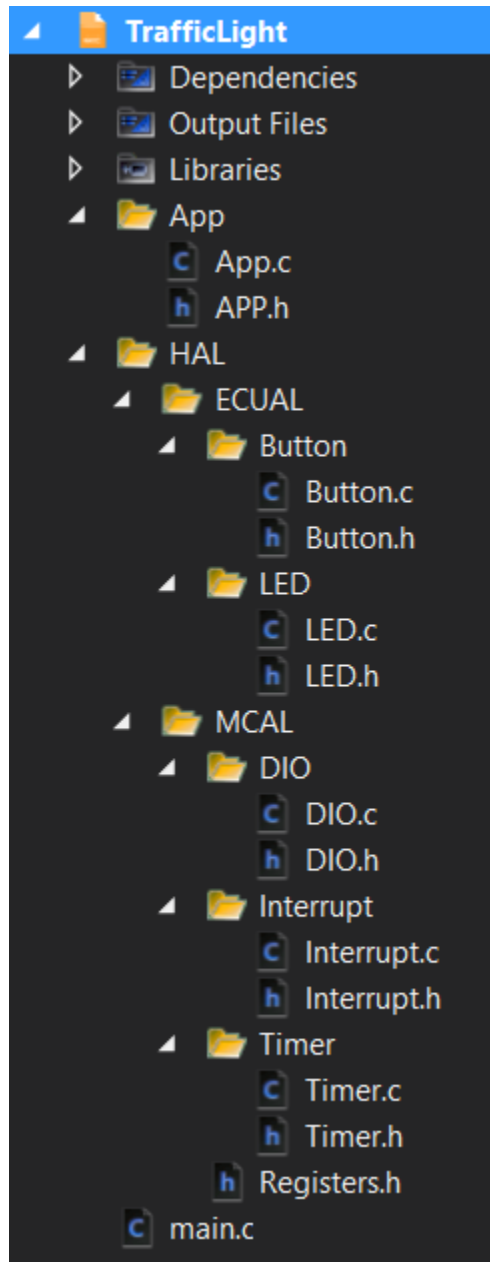 TrafficLight
Dependencies
Output Files
Libraries
App
c App.c
h APP.h
HAL
ECUAL
Button
c Button.c
h Button.h
LED
c LED.c
h LED.h
MCAL
DIO
c DIO.c
h DIO.h
Interrupt
c Interrupt.c
h Interrupt.h
Timer
c Timer.c
h Timer.h
h Registers.h
c main.c